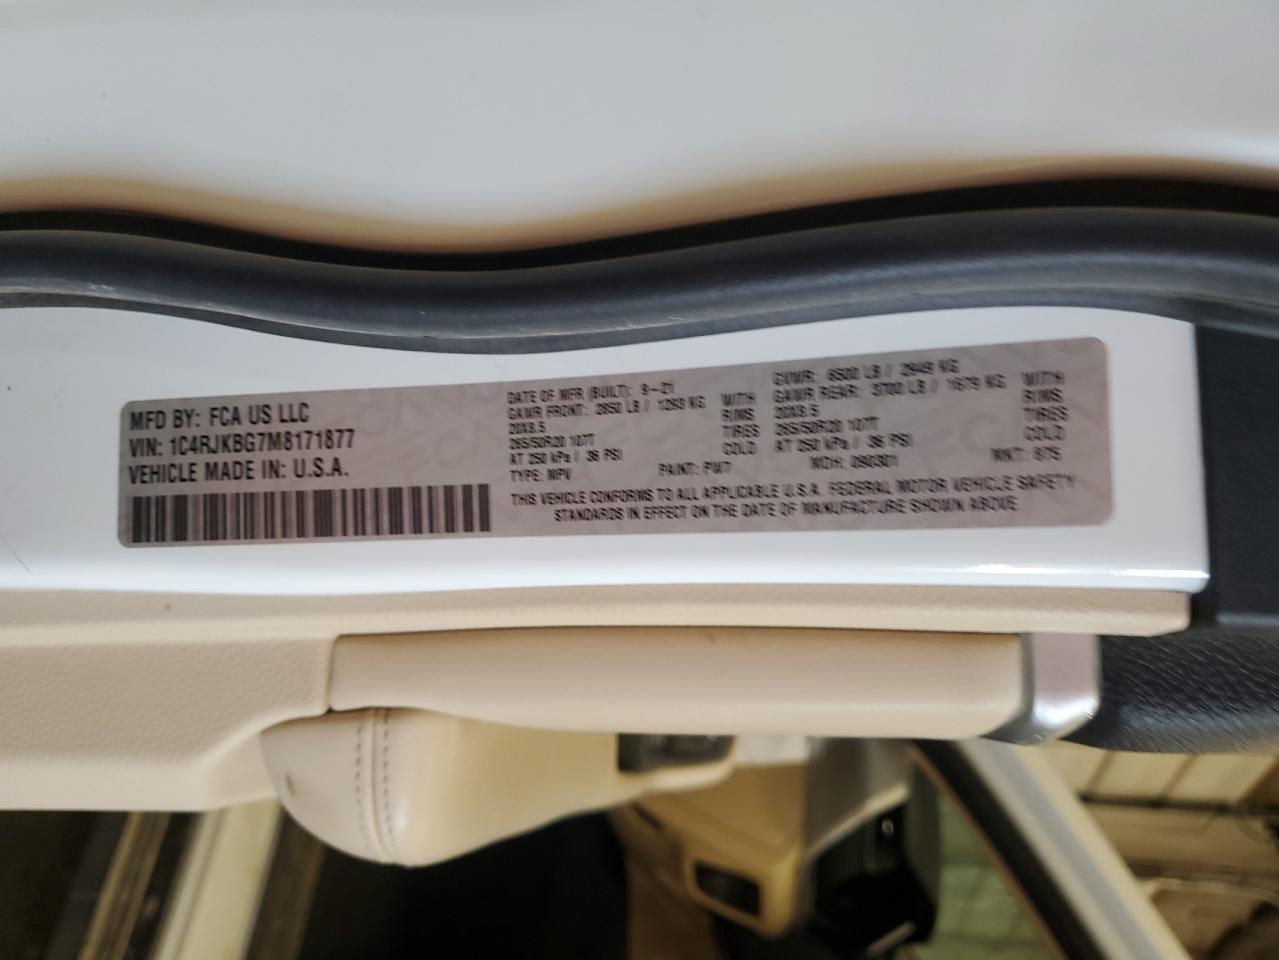 MFD BY: FCA US LLC
VIN: 1C4RJKBG7M8171877
VEHICLE MADE IN: U.S.A.
DATE OF MFR (BUILT): 9-21
GAWR FRONT: 2850 LB / 1293 KG WITH
20X8.5 RIMS
265/50R20 107T TIRES
AT 250 kPa / 36 PSI COLD
TYPE: MPV PAINT: PW7
GVWR: 6500 LB / 2949 KG
GAWR REAR: 3700 LB / 1679 KG WITH
20X8.5 RIMS
265/50R20 107T TIRES
AT 250 kPa / 36 PSI COLD
MDH: 090301
THIS VEHICLE CONFORMS TO ALL APPLICABLE U.S.A. FEDERAL MOTOR VEHICLE SAFETY
STANDARDS IN EFFECT ON THE DATE OF MANUFACTURE SHOWN ABOVE